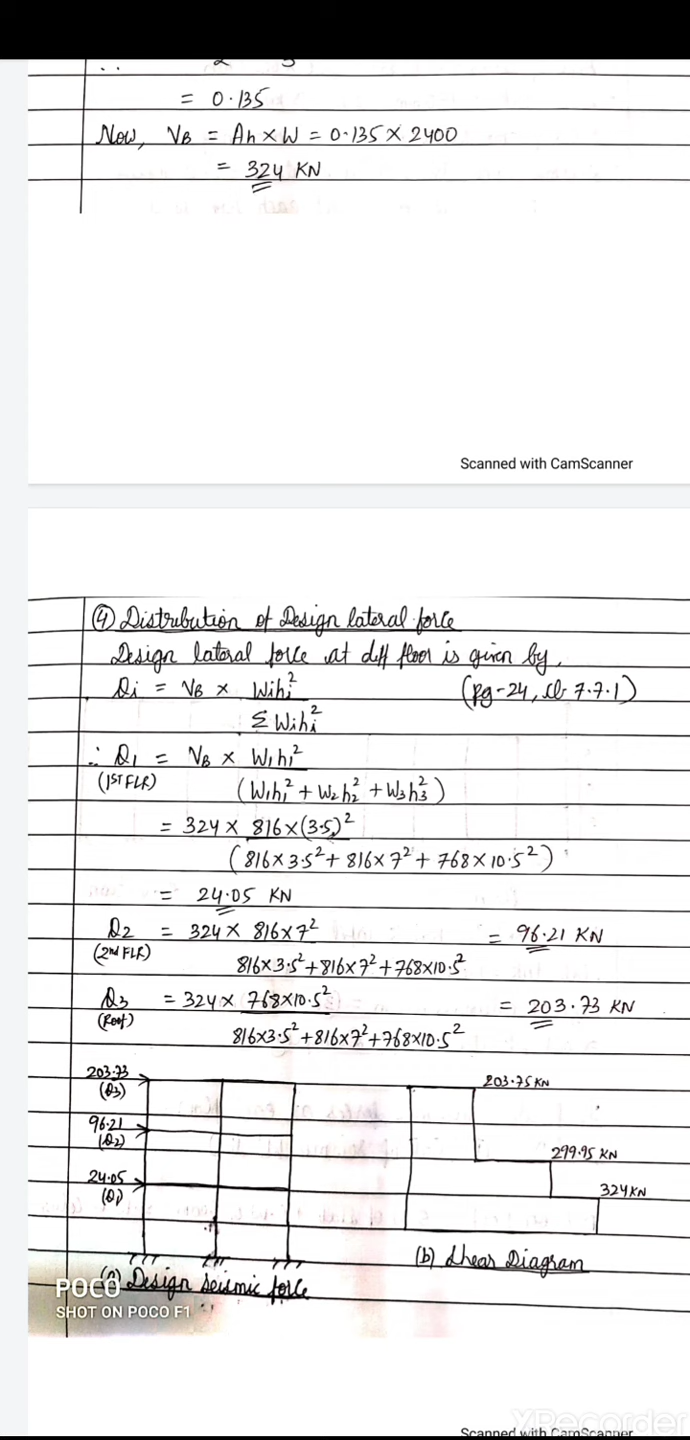 ∴ 2 g
= 0.135
Now, VB = Ah × W = 0.135 × 2400
= 324 KN
Scanned with CamScanner
④ Distribution of Design lateral force
Design lateral force at diff floor is given by,
Qi = VB × Wihi² (Pg-24, cl. 7.7.1)
Σ Wihi²
∴ Q1 = VB × W1h1²
(1ST FLR) (W1h1² + W2h2² + W3h3²)
= 324 × 816×(3.5)²
(816×3.5² + 816×7² + 768×10.5²)
= 24.05 KN
Q2 = 324 × 816×7² = 96.21 KN
(2nd FLR) 816×3.5²+816×7²+768×10.5²
Q3 = 324 × 768×10.5² = 203.73 KN
(Roof) 816×3.5²+816×7²+768×10.5²
203.73
(Q3)
96.21
(Q2)
24.05
(Q1)
203.75 KN
299.95 KN
324 KN
(a) Design seismic force
(b) Shear Diagram
POCO
SHOT ON POCO F1
XRecorder
Scanned with CamScanner